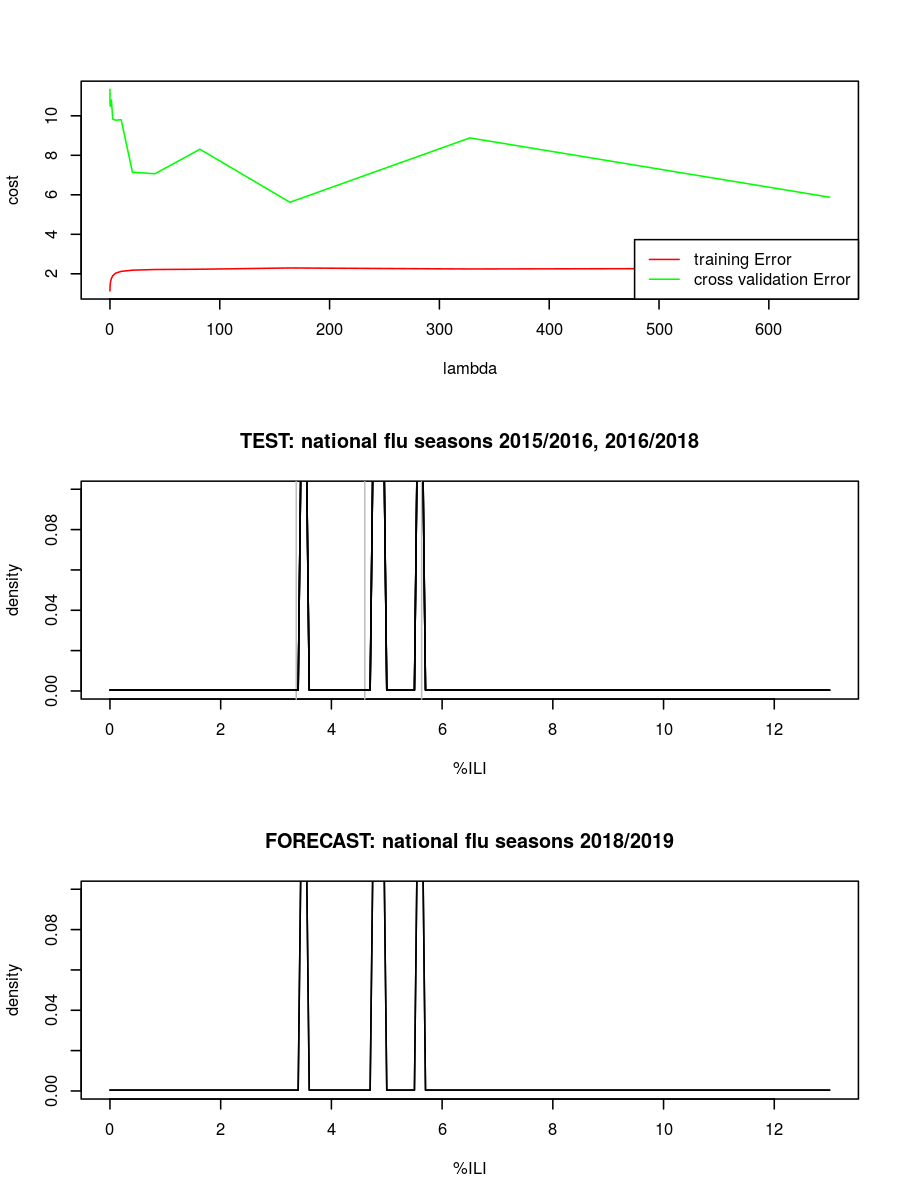 10
8
6
4
2
cost
training Error
cross validation Error
0 100 200 300 400 500 600
lambda
TEST: national flu seasons 2015/2016, 2016/2018
0.08
0.04
0.00
density
0 2 4 6 8 10 12
%ILI
FORECAST: national flu seasons 2018/2019
0.08
0.04
0.00
density
0 2 4 6 8 10 12
%ILI